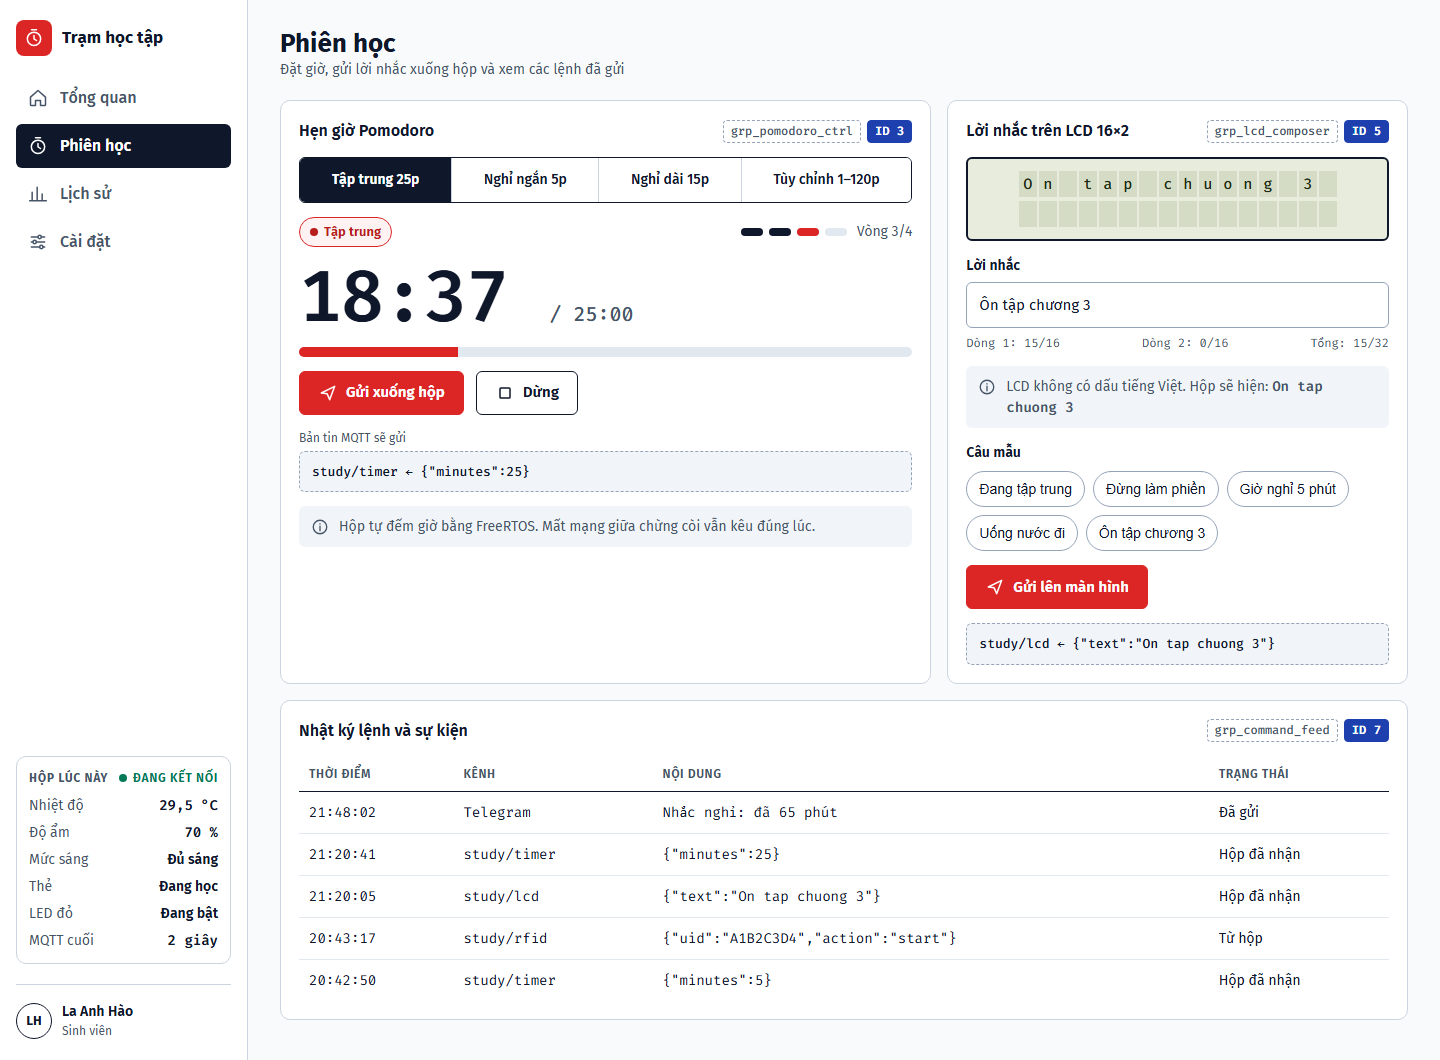 Trạm học tập
Tổng quan
Phiên học
Lịch sử
Cài đặt
HỘP LÚC NÀY ĐANG KẾT NỐI
Nhiệt độ 29,5 °C
Độ ẩm 70 %
Mức sáng Đủ sáng
Thẻ Đang học
LED đỏ Đang bật
MQTT cuối 2 giây
LH
La Anh Hào
Sinh viên
Phiên học
Đặt giờ, gửi lời nhắc xuống hộp và xem các lệnh đã gửi
Hẹn giờ Pomodoro grp_pomodoro_ctrl ID 3
Tập trung 25p Nghỉ ngắn 5p Nghỉ dài 15p Tùy chỉnh 1–120p
Tập trung Vòng 3/4
18:37 / 25:00
Gửi xuống hộp Dừng
Bản tin MQTT sẽ gửi
study/timer ← {"minutes":25}
Hộp tự đếm giờ bằng FreeRTOS. Mất mạng giữa chừng còi vẫn kêu đúng lúc.
Lời nhắc trên LCD 16×2 grp_lcd_composer ID 5
On tap chuong 3
Lời nhắc
Ôn tập chương 3
Dòng 1: 15/16 Dòng 2: 0/16 Tổng: 15/32
LCD không có dấu tiếng Việt. Hộp sẽ hiện: On tap
chuong 3
Câu mẫu
Đang tập trung Đừng làm phiền Giờ nghỉ 5 phút
Uống nước đi Ôn tập chương 3
Gửi lên màn hình
study/lcd ← {"text":"On tap chuong 3"}
Nhật ký lệnh và sự kiện grp_command_feed ID 7
THỜI ĐIỂM KÊNH NỘI DUNG TRẠNG THÁI
21:48:02 Telegram Nhắc nghỉ: đã 65 phút Đã gửi
21:20:41 study/timer {"minutes":25} Hộp đã nhận
21:20:05 study/lcd {"text":"On tap chuong 3"} Hộp đã nhận
20:43:17 study/rfid {"uid":"A1B2C3D4","action":"start"} Từ hộp
20:42:50 study/timer {"minutes":5} Hộp đã nhận